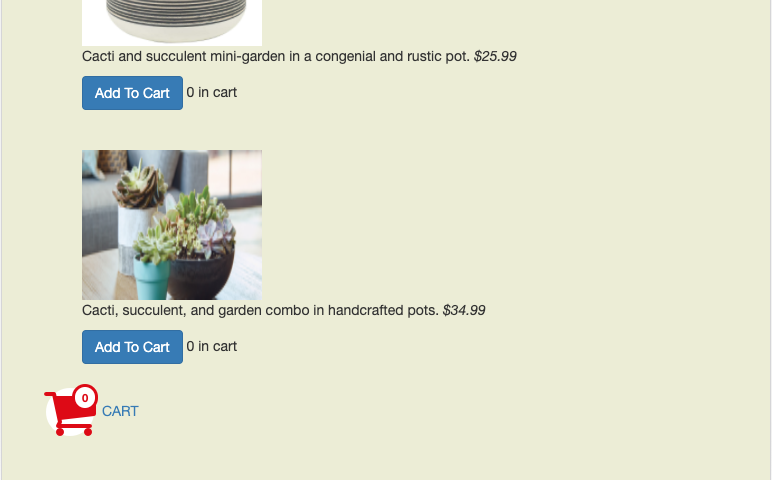 Cacti and succulent mini-garden in a congenial and rustic pot. $25.99
Add To Cart 0 in cart
Cacti, succulent, and garden combo in handcrafted pots. $34.99
Add To Cart 0 in cart
0
CART